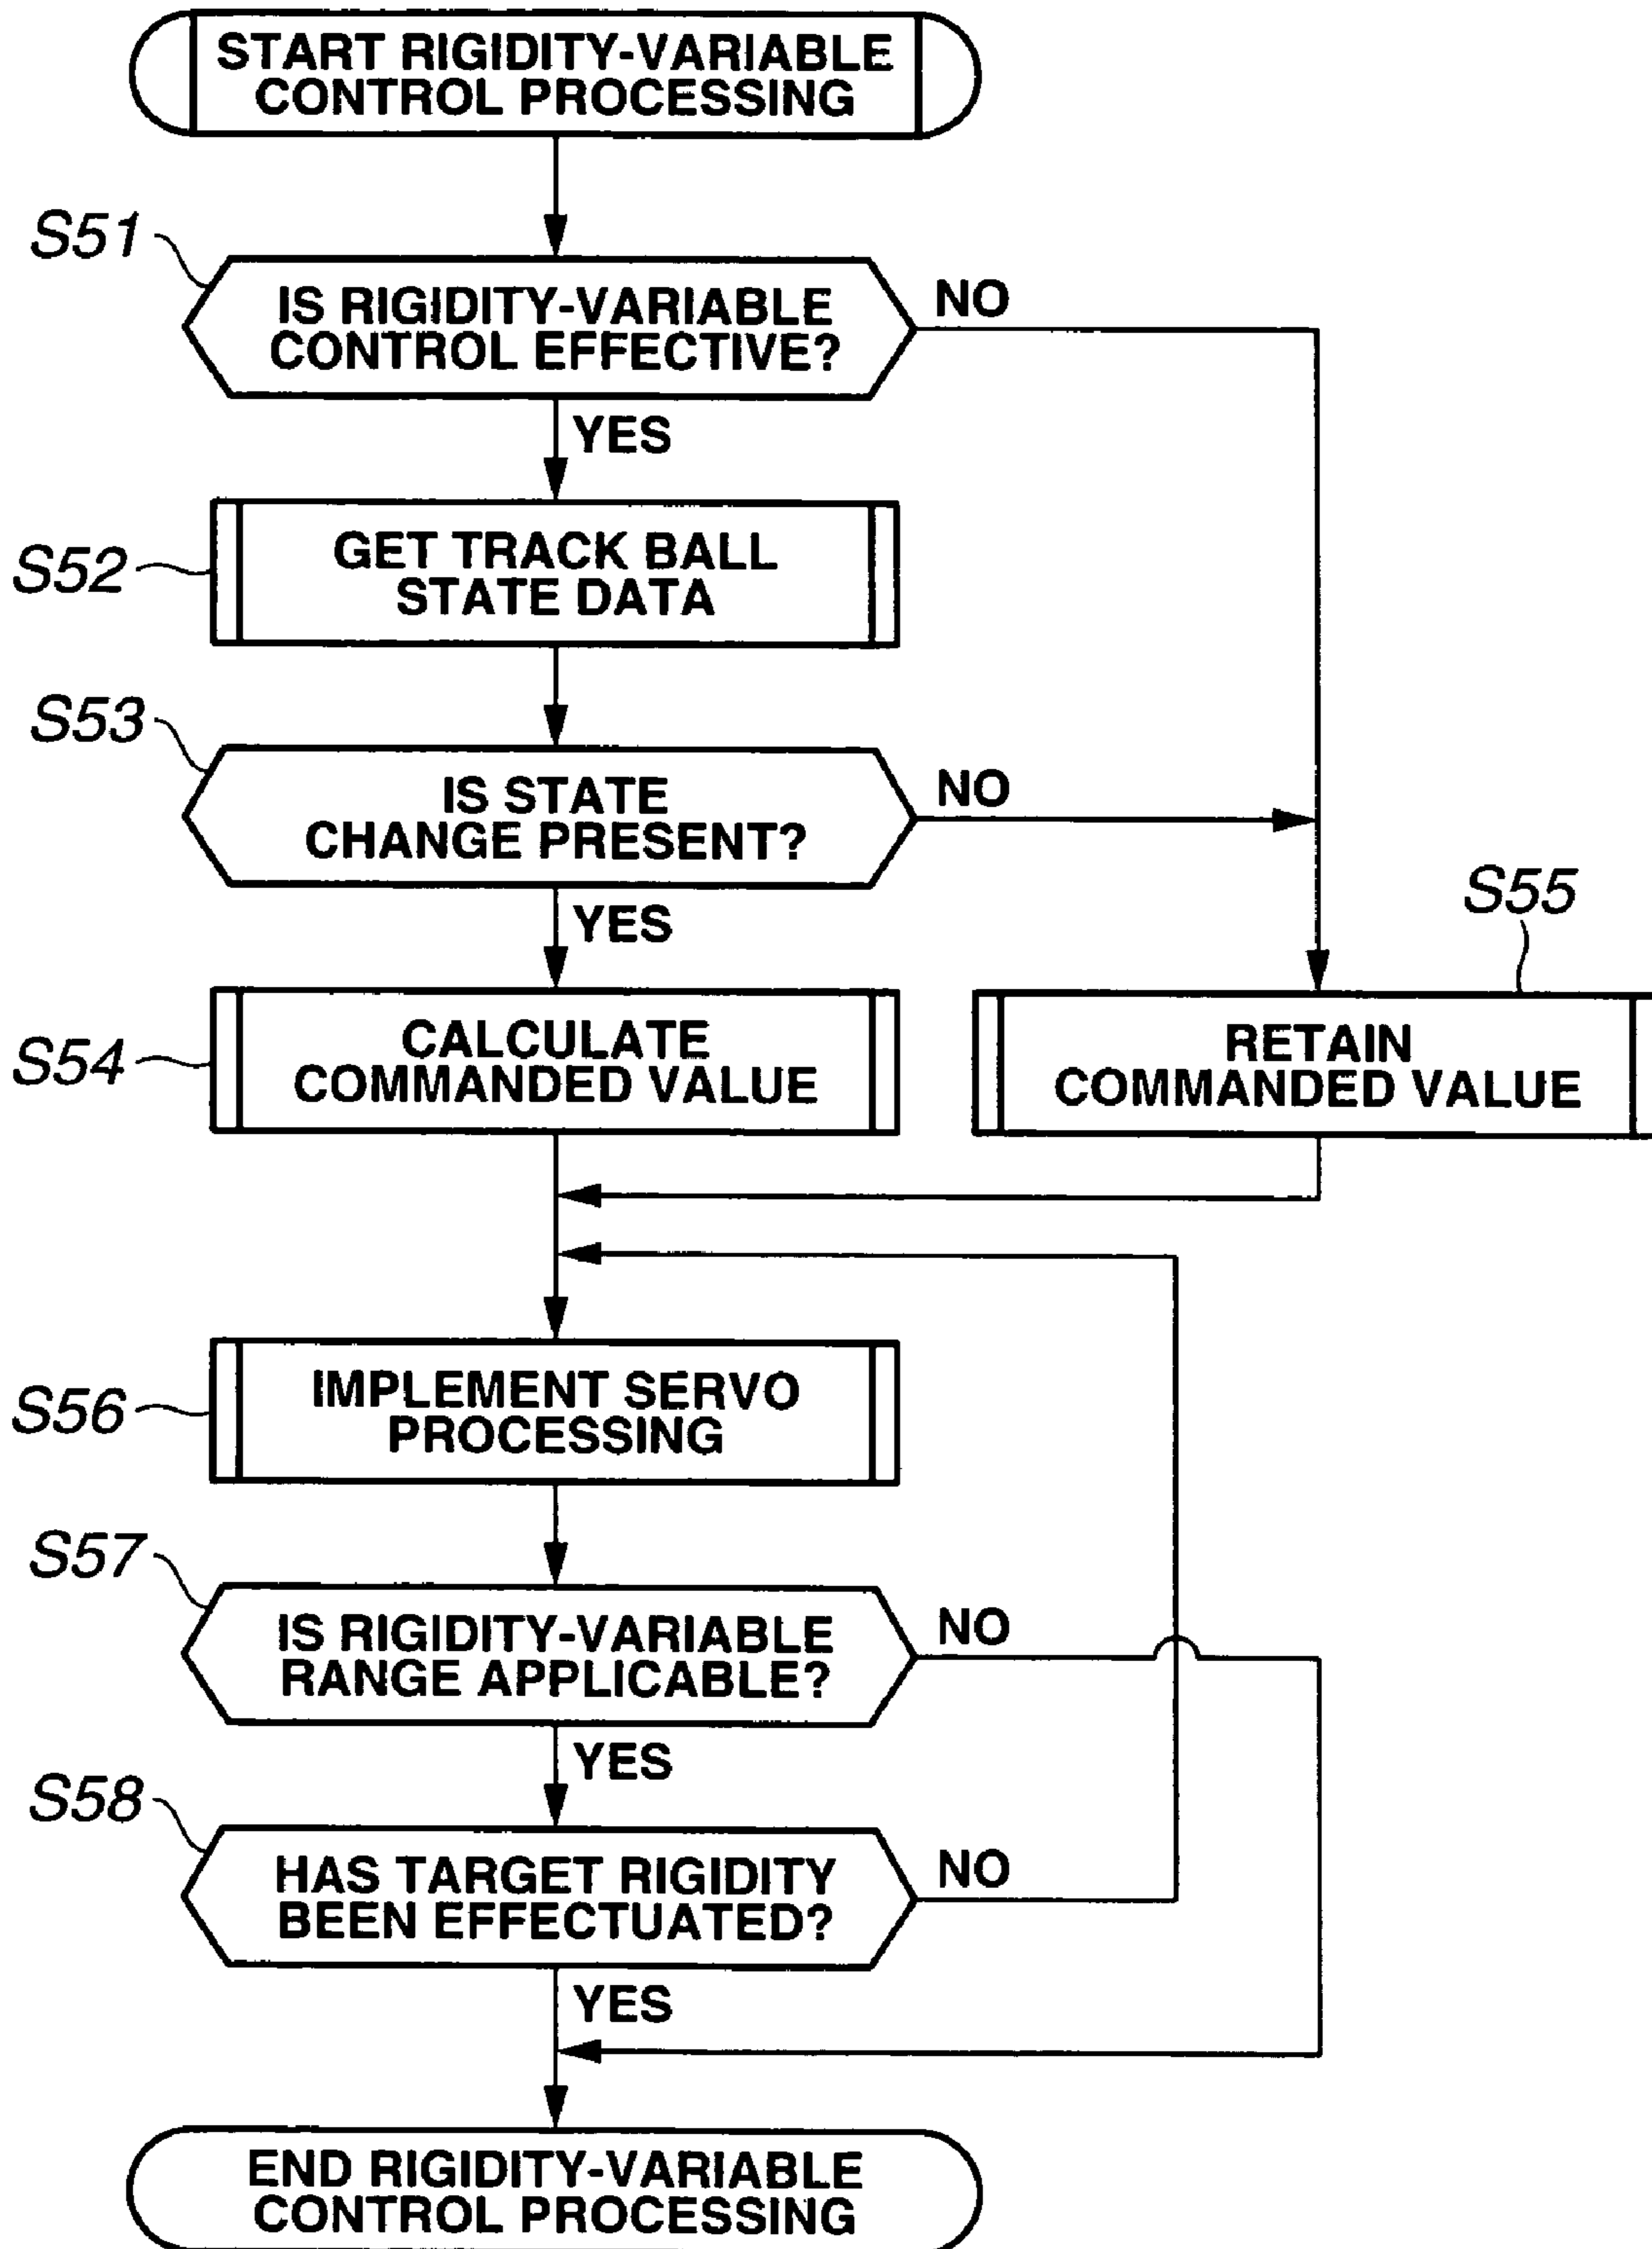 START RIGIDITY-VARIABLE
CONTROL PROCESSING
S51
IS RIGIDITY-VARIABLE
CONTROL EFFECTIVE?
NO
YES
S52
GET TRACK BALL
STATE DATA
S53
IS STATE
CHANGE PRESENT?
NO
YES
S55
S54
CALCULATE
COMMANDED VALUE
RETAIN
COMMANDED VALUE
S56
IMPLEMENT SERVO
PROCESSING
S57
IS RIGIDITY-VARIABLE
RANGE APPLICABLE?
NO
YES
S58
HAS TARGET RIGIDITY
BEEN EFFECTUATED?
NO
YES
END RIGIDITY-VARIABLE
CONTROL PROCESSING